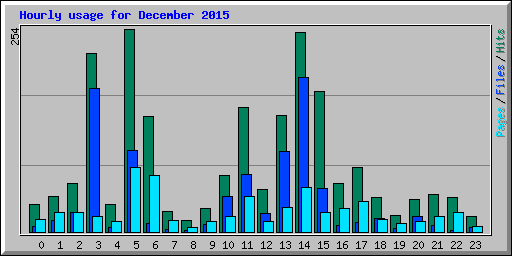 Hourly usage for December 2015
254
Pages/Files/Hits
0 1 2 3 4 5 6 7 8 9 10 11 12 13 14 15 16 17 18 19 20 21 22 23